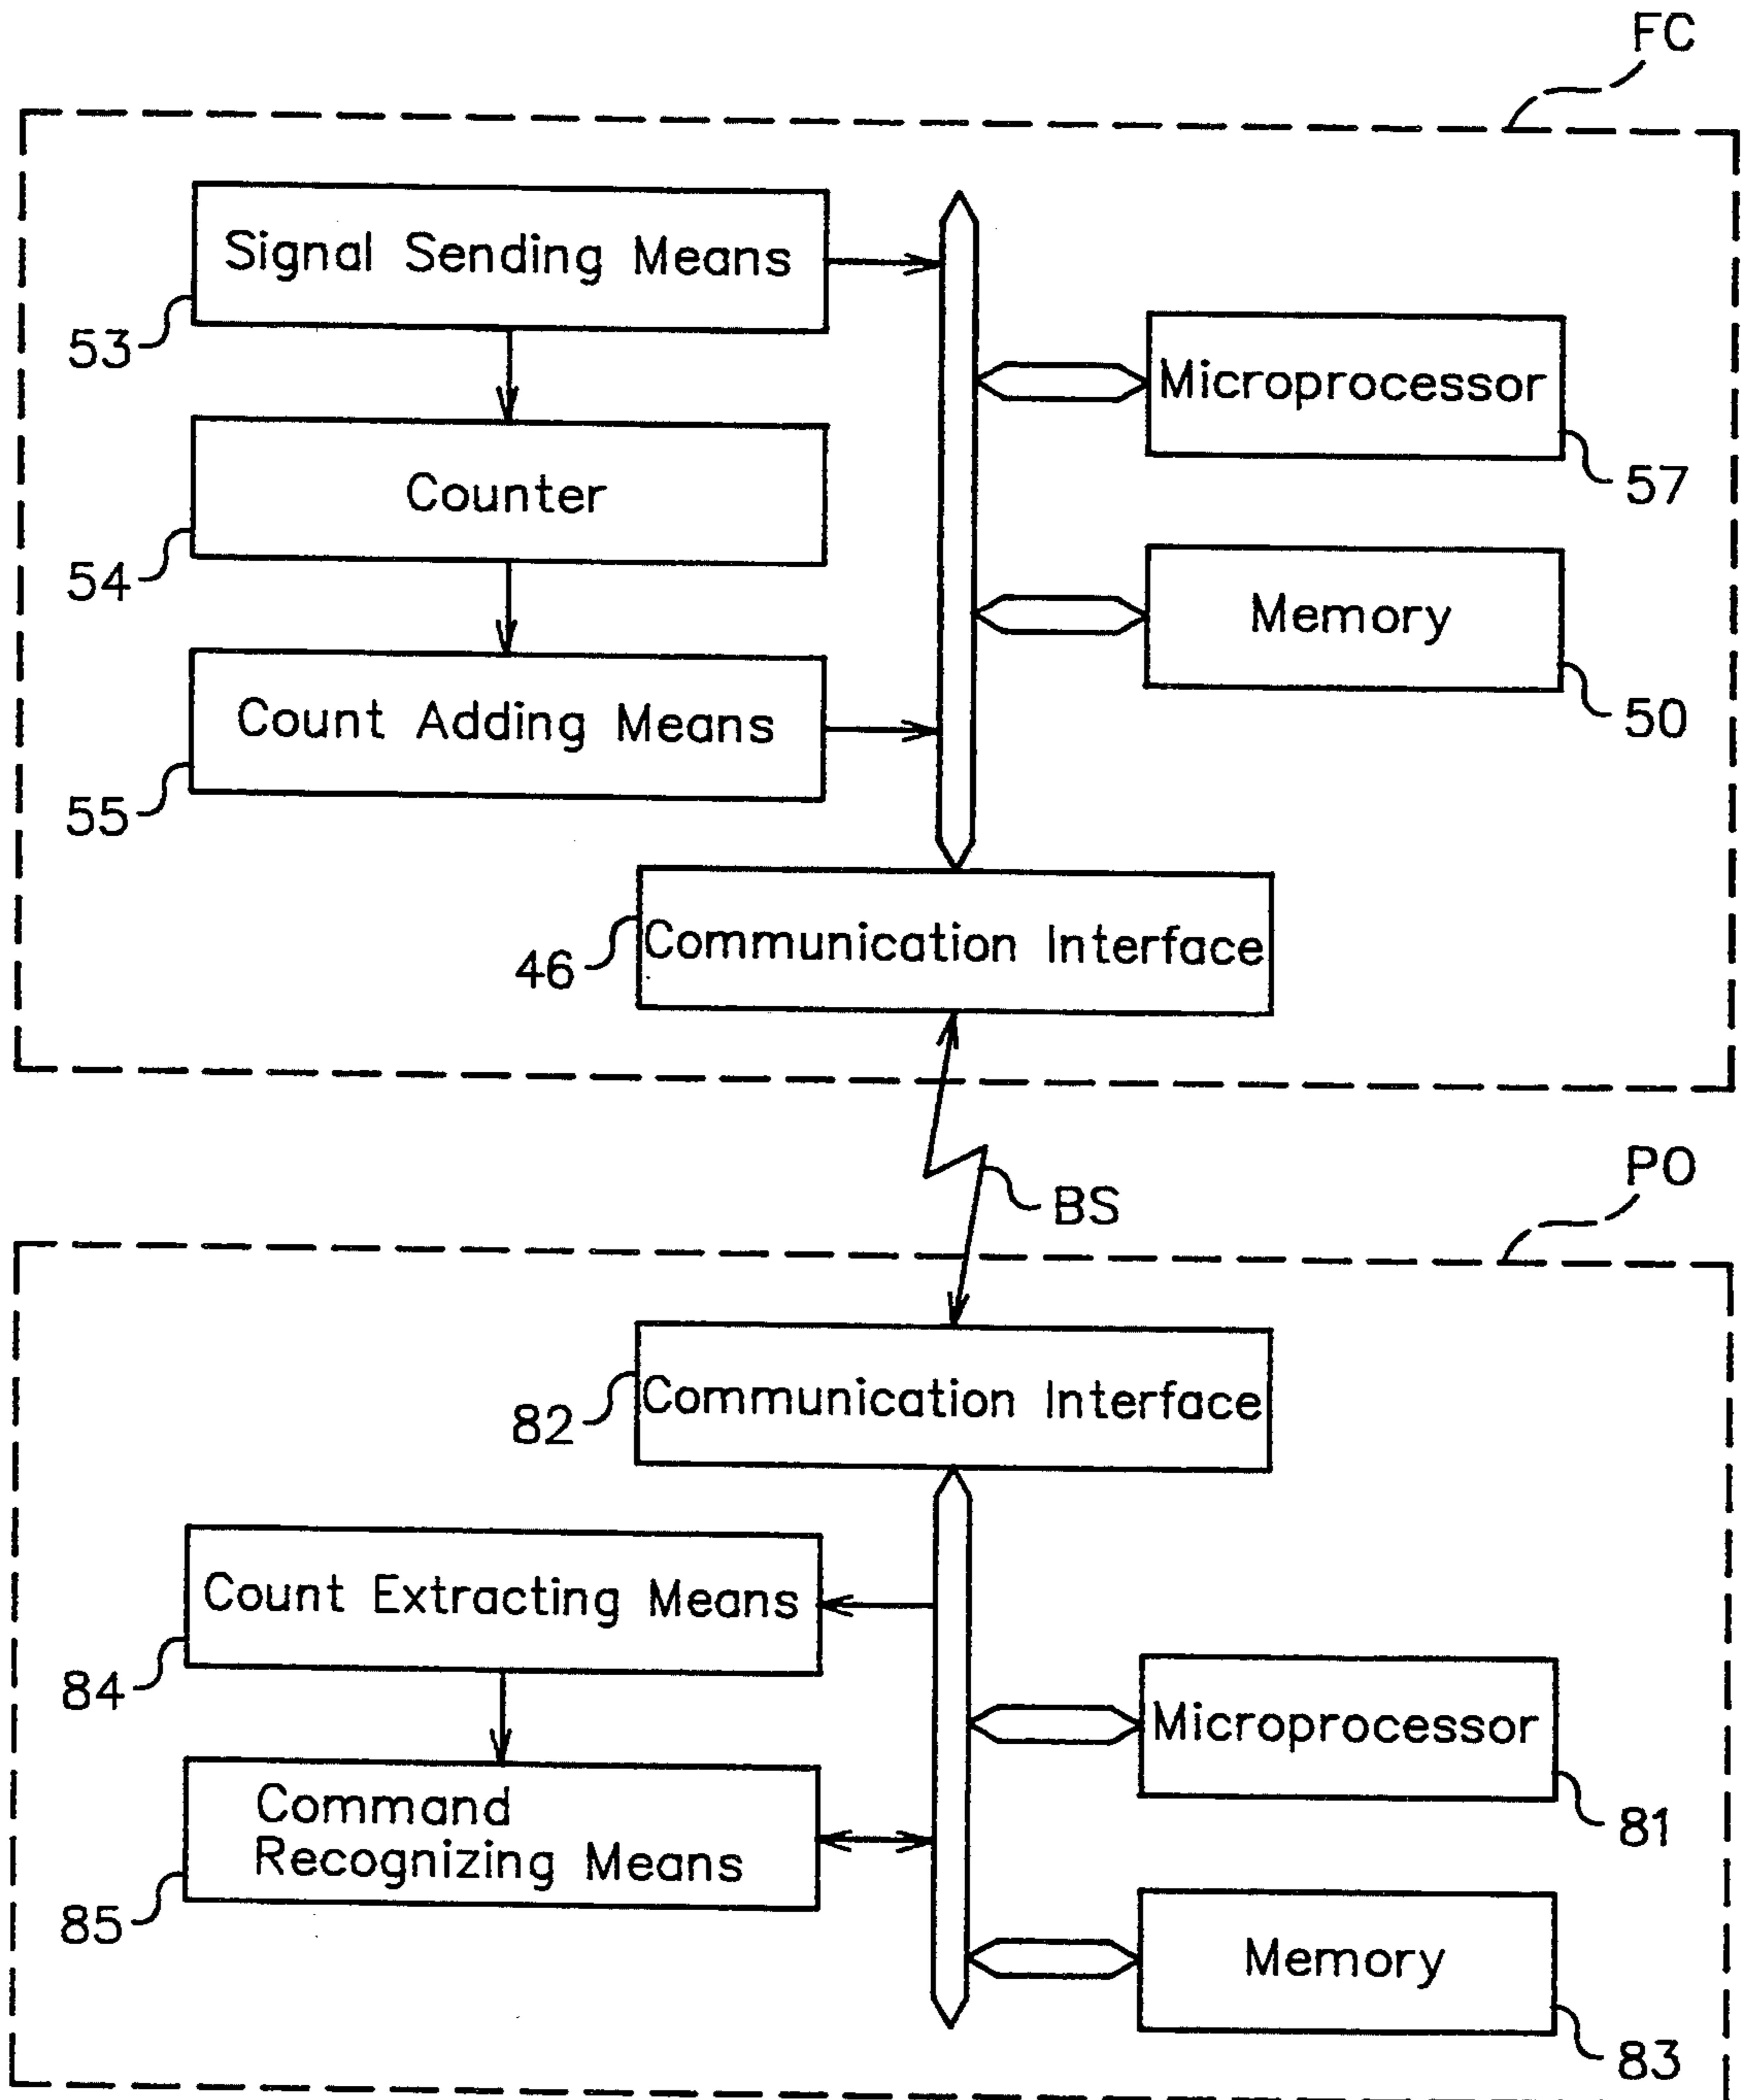 FC
Signal Sending Means
53
Microprocessor
57
Counter
54
Memory
50
Count Adding Means
55
Communication Interface
46
BS
PO
Communication Interface
82
Count Extracting Means
84
Microprocessor
81
Command
Recognizing Means
85
Memory
83